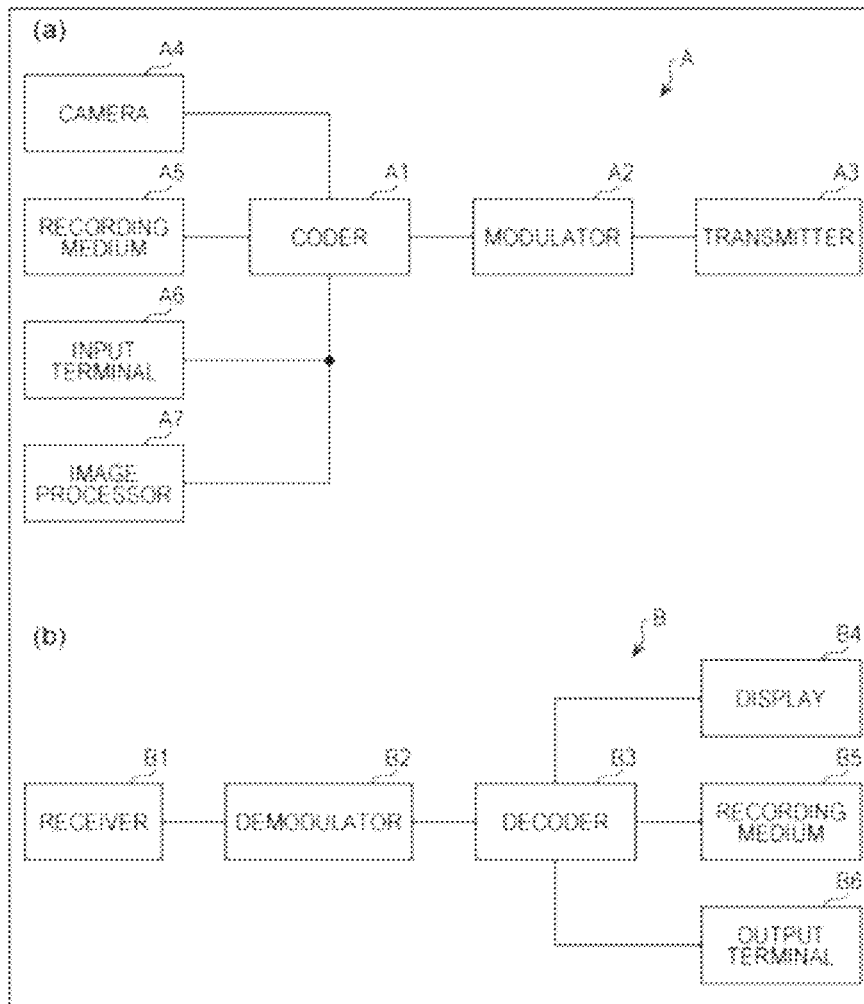 (a)
A4
CAMERA
A
A5
RECORDING
MEDIUM
A1
CODER
A2
MODULATOR
A3
TRANSMITTER
A6
INPUT
TERMINAL
A7
IMAGE
PROCESSOR
(b)
B
B4
DISPLAY
B1
RECEIVER
B2
DEMODULATOR
B3
DECODER
B5
RECORDING
MEDIUM
B6
OUTPUT
TERMINAL